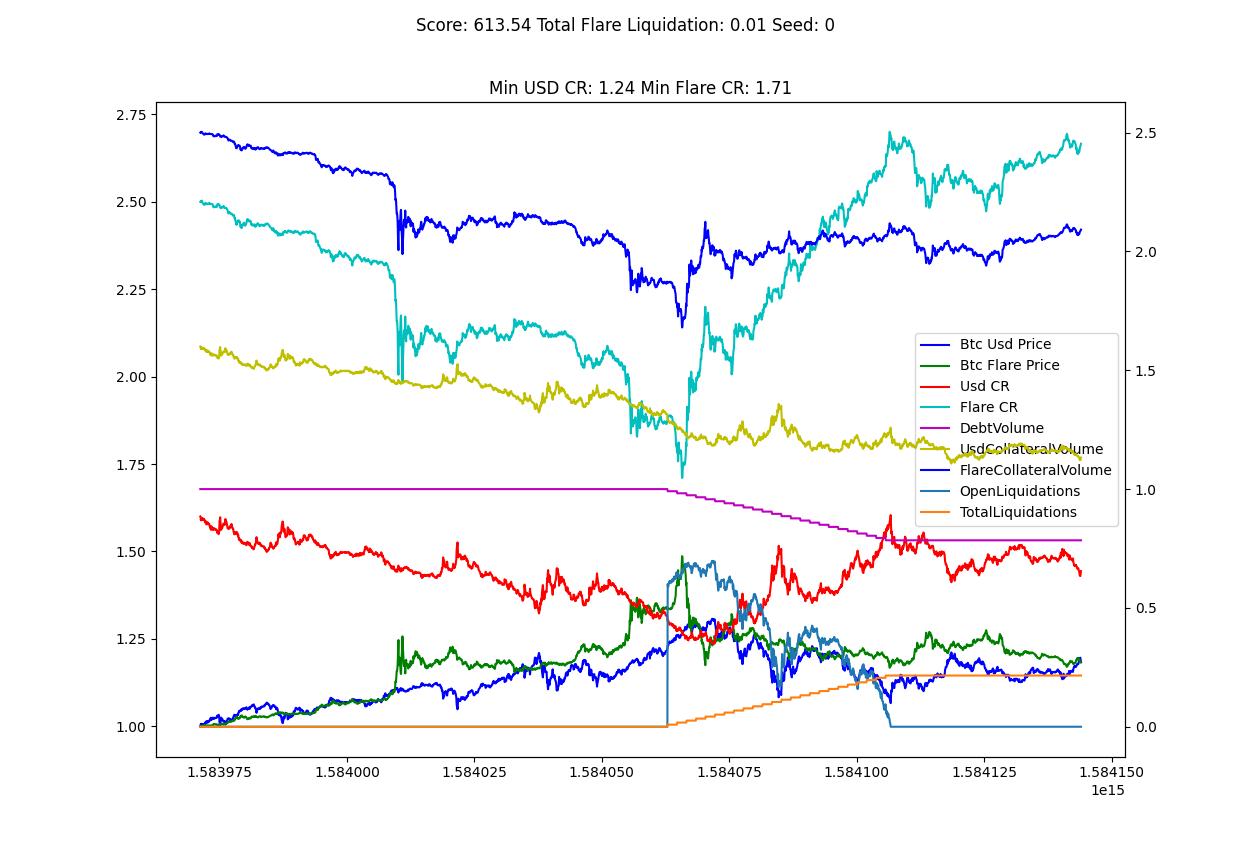 Score: 613.54 Total Flare Liquidation: 0.01 Seed: 0
Min USD CR: 1.24 Min Flare CR: 1.71
2.75
2.50
2.25
2.00
1.75
1.50
1.25
1.00
2.5
2.0
1.5
1.0
0.5
0.0
Btc Usd Price
Btc Flare Price
Usd CR
Flare CR
DebtVolume
UsdCollateralVolume
FlareCollateralVolume
OpenLiquidations
TotalLiquidations
1.583975 1.584000 1.584025 1.584050 1.584075 1.584100 1.584125 1.584150
1e15